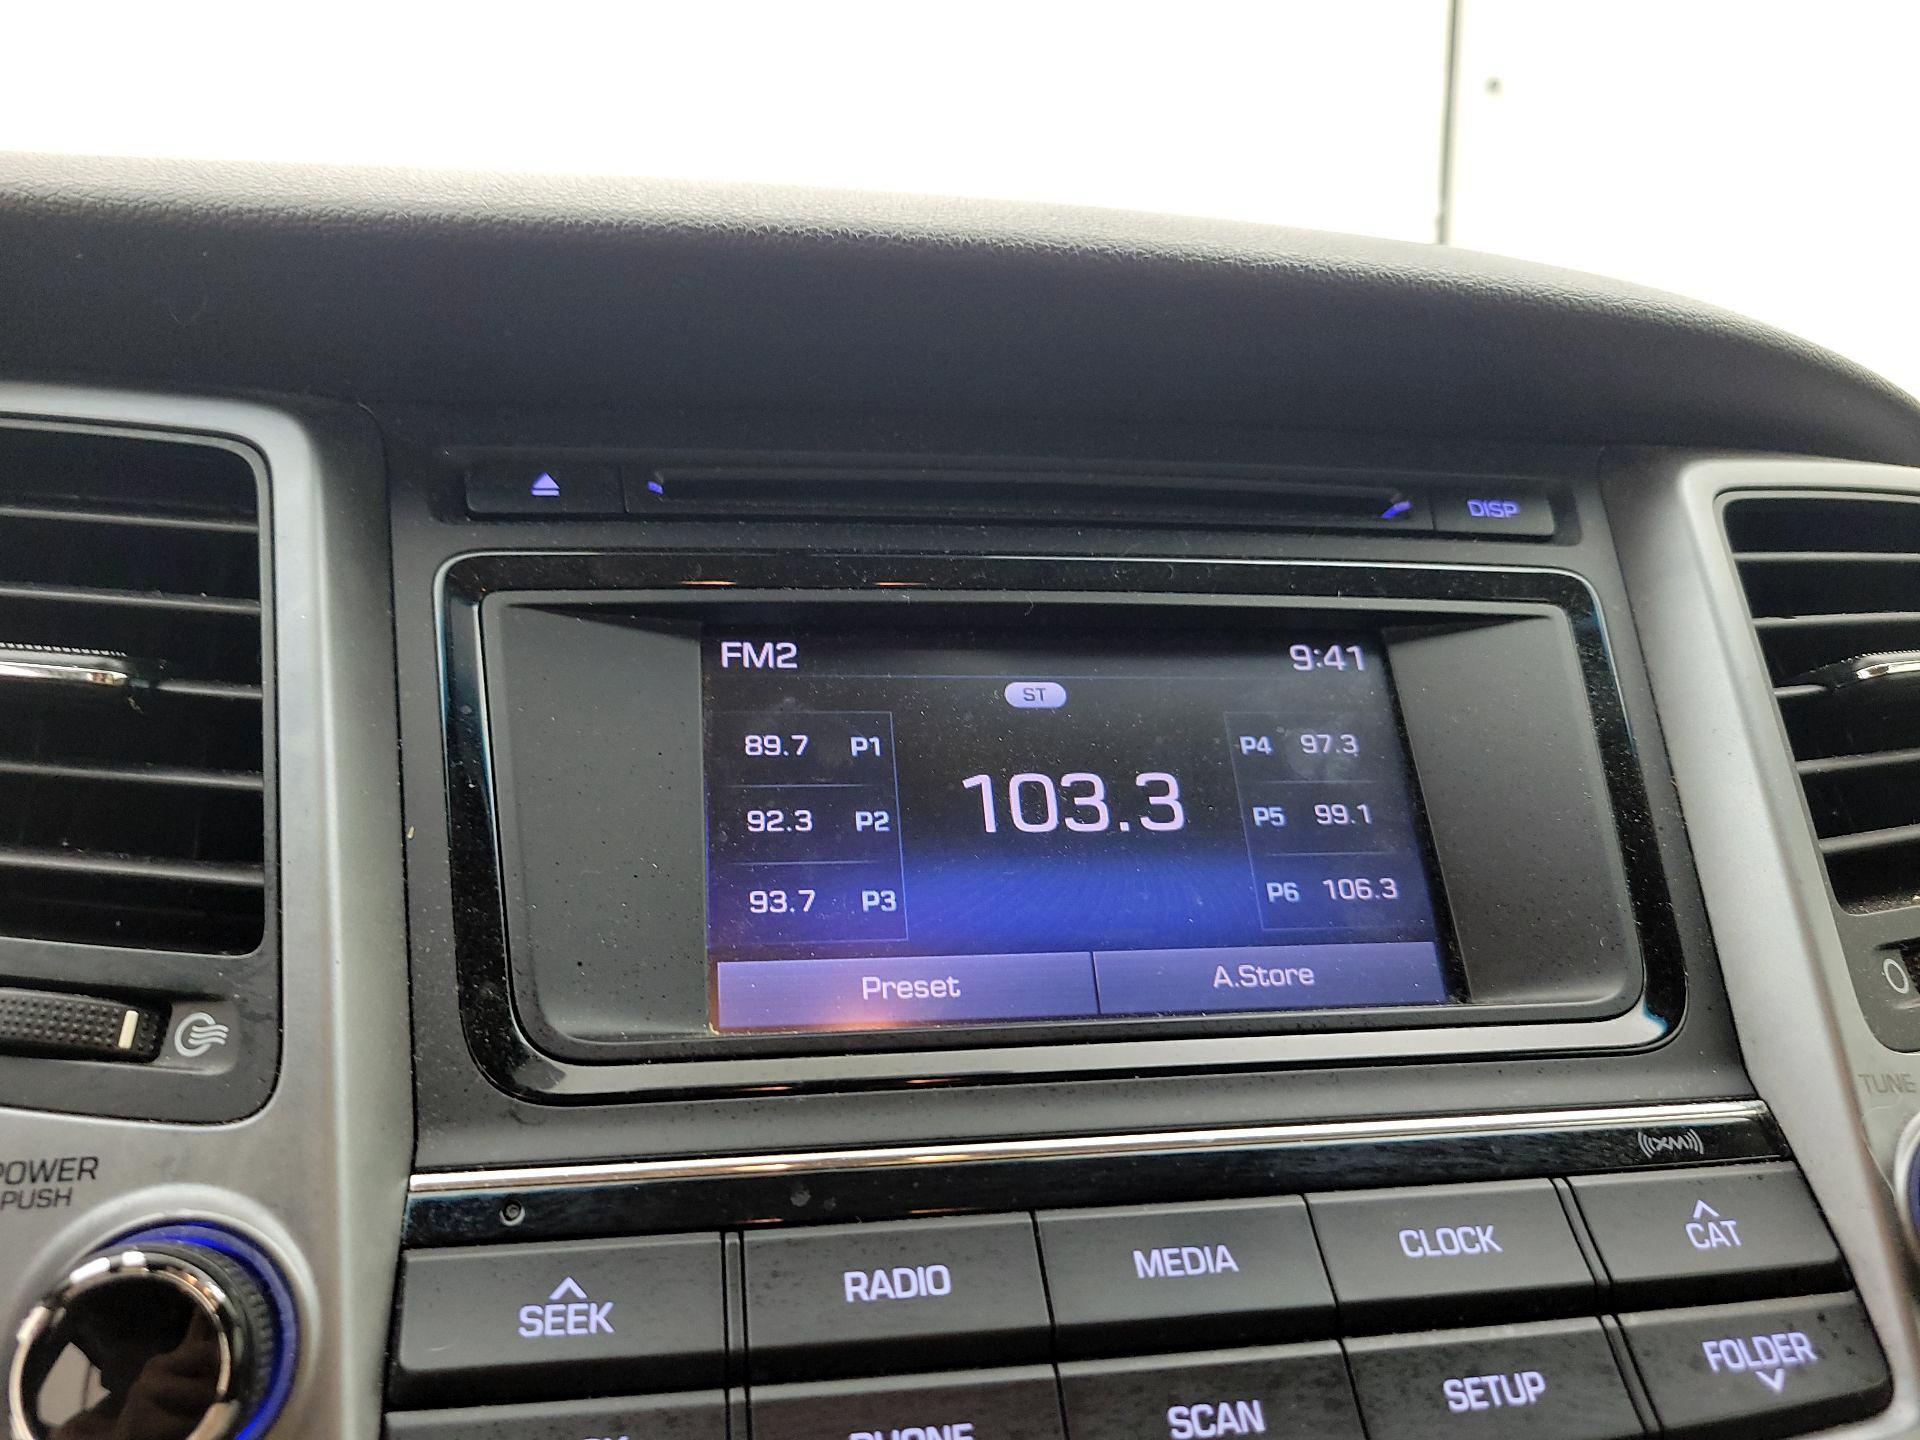 DISP
FM2 9:41
ST
89.7 P1
92.3 P2
93.7 P3
103.3
P4 97.3
P5 99.1
P6 106.3
Preset A.Store
TUNE
XM
POWER
PUSH
SEEK RADIO MEDIA CLOCK CAT
PHONE SCAN SETUP FOLDER